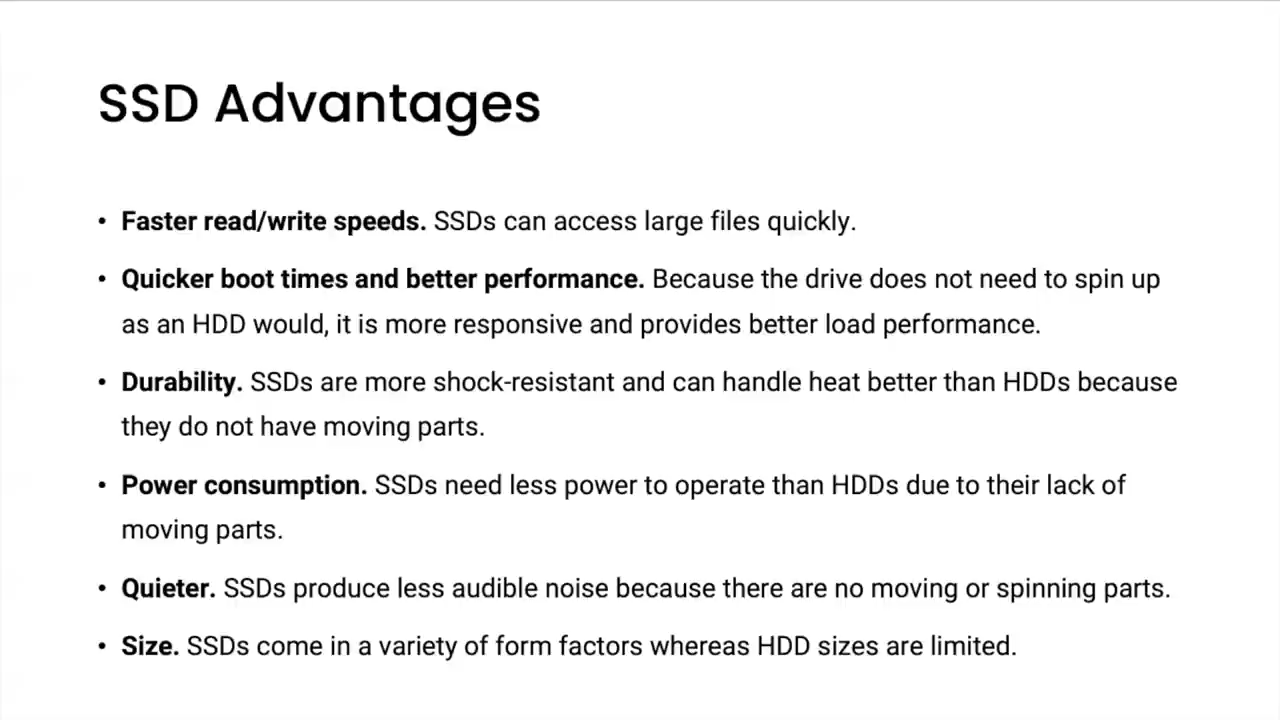 SSD Advantages
• Faster read/write speeds. SSDs can access large files quickly.
• Quicker boot times and better performance. Because the drive does not need to spin up
as an HDD would, it is more responsive and provides better load performance.
• Durability. SSDs are more shock-resistant and can handle heat better than HDDs because
they do not have moving parts.
• Power consumption. SSDs need less power to operate than HDDs due to their lack of
moving parts.
• Quieter. SSDs produce less audible noise because there are no moving or spinning parts.
• Size. SSDs come in a variety of form factors whereas HDD sizes are limited.